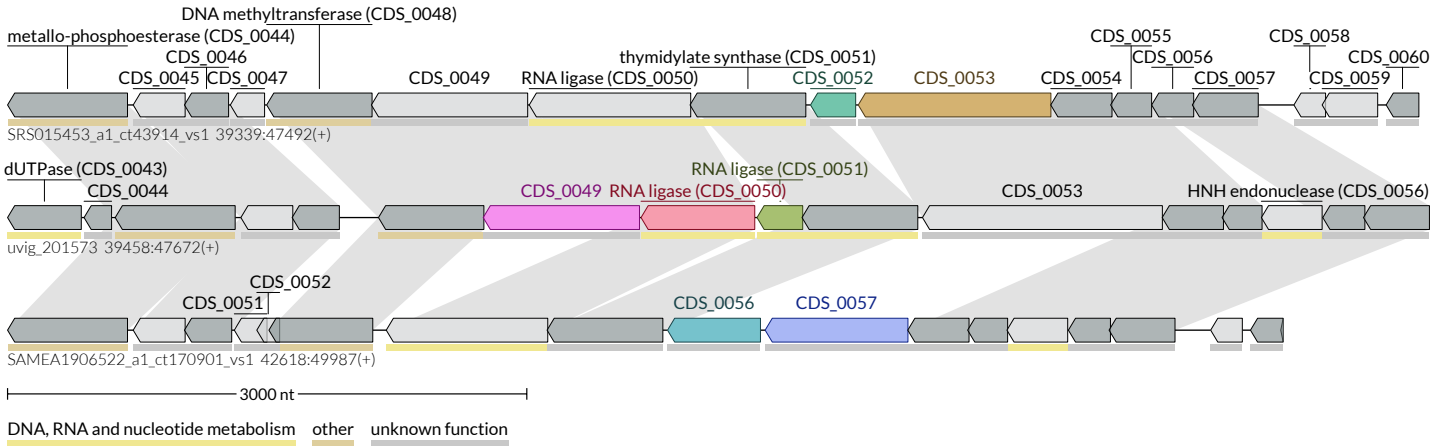 DNA methyltransferase (CDS_0048)
metallo-phosphoesterase (CDS_0044)
CDS_0055
CDS_0058
CDS_0046
thymidylate synthase (CDS_0051)
CDS_0056
CDS_0060
CDS_0045
CDS_0047
CDS_0049
RNA ligase (CDS_0050)
CDS_0052
CDS_0053
CDS_0054
CDS_0057
CDS_0059
SRS015453_a1_ct43914_vs1 39339:47492(+)
dUTPase (CDS_0043)
RNA ligase (CDS_0051)
CDS_0044
CDS_0049
RNA ligase (CDS_0050)
CDS_0053
HNH endonuclease (CDS_0056)
uvig_201573 39458:47672(+)
CDS_0052
CDS_0051
CDS_0056
CDS_0057
SAMEA1906522_a1_ct170901_vs1 42618:49987(+)
3000 nt
DNA, RNA and nucleotide metabolism
other
unknown function